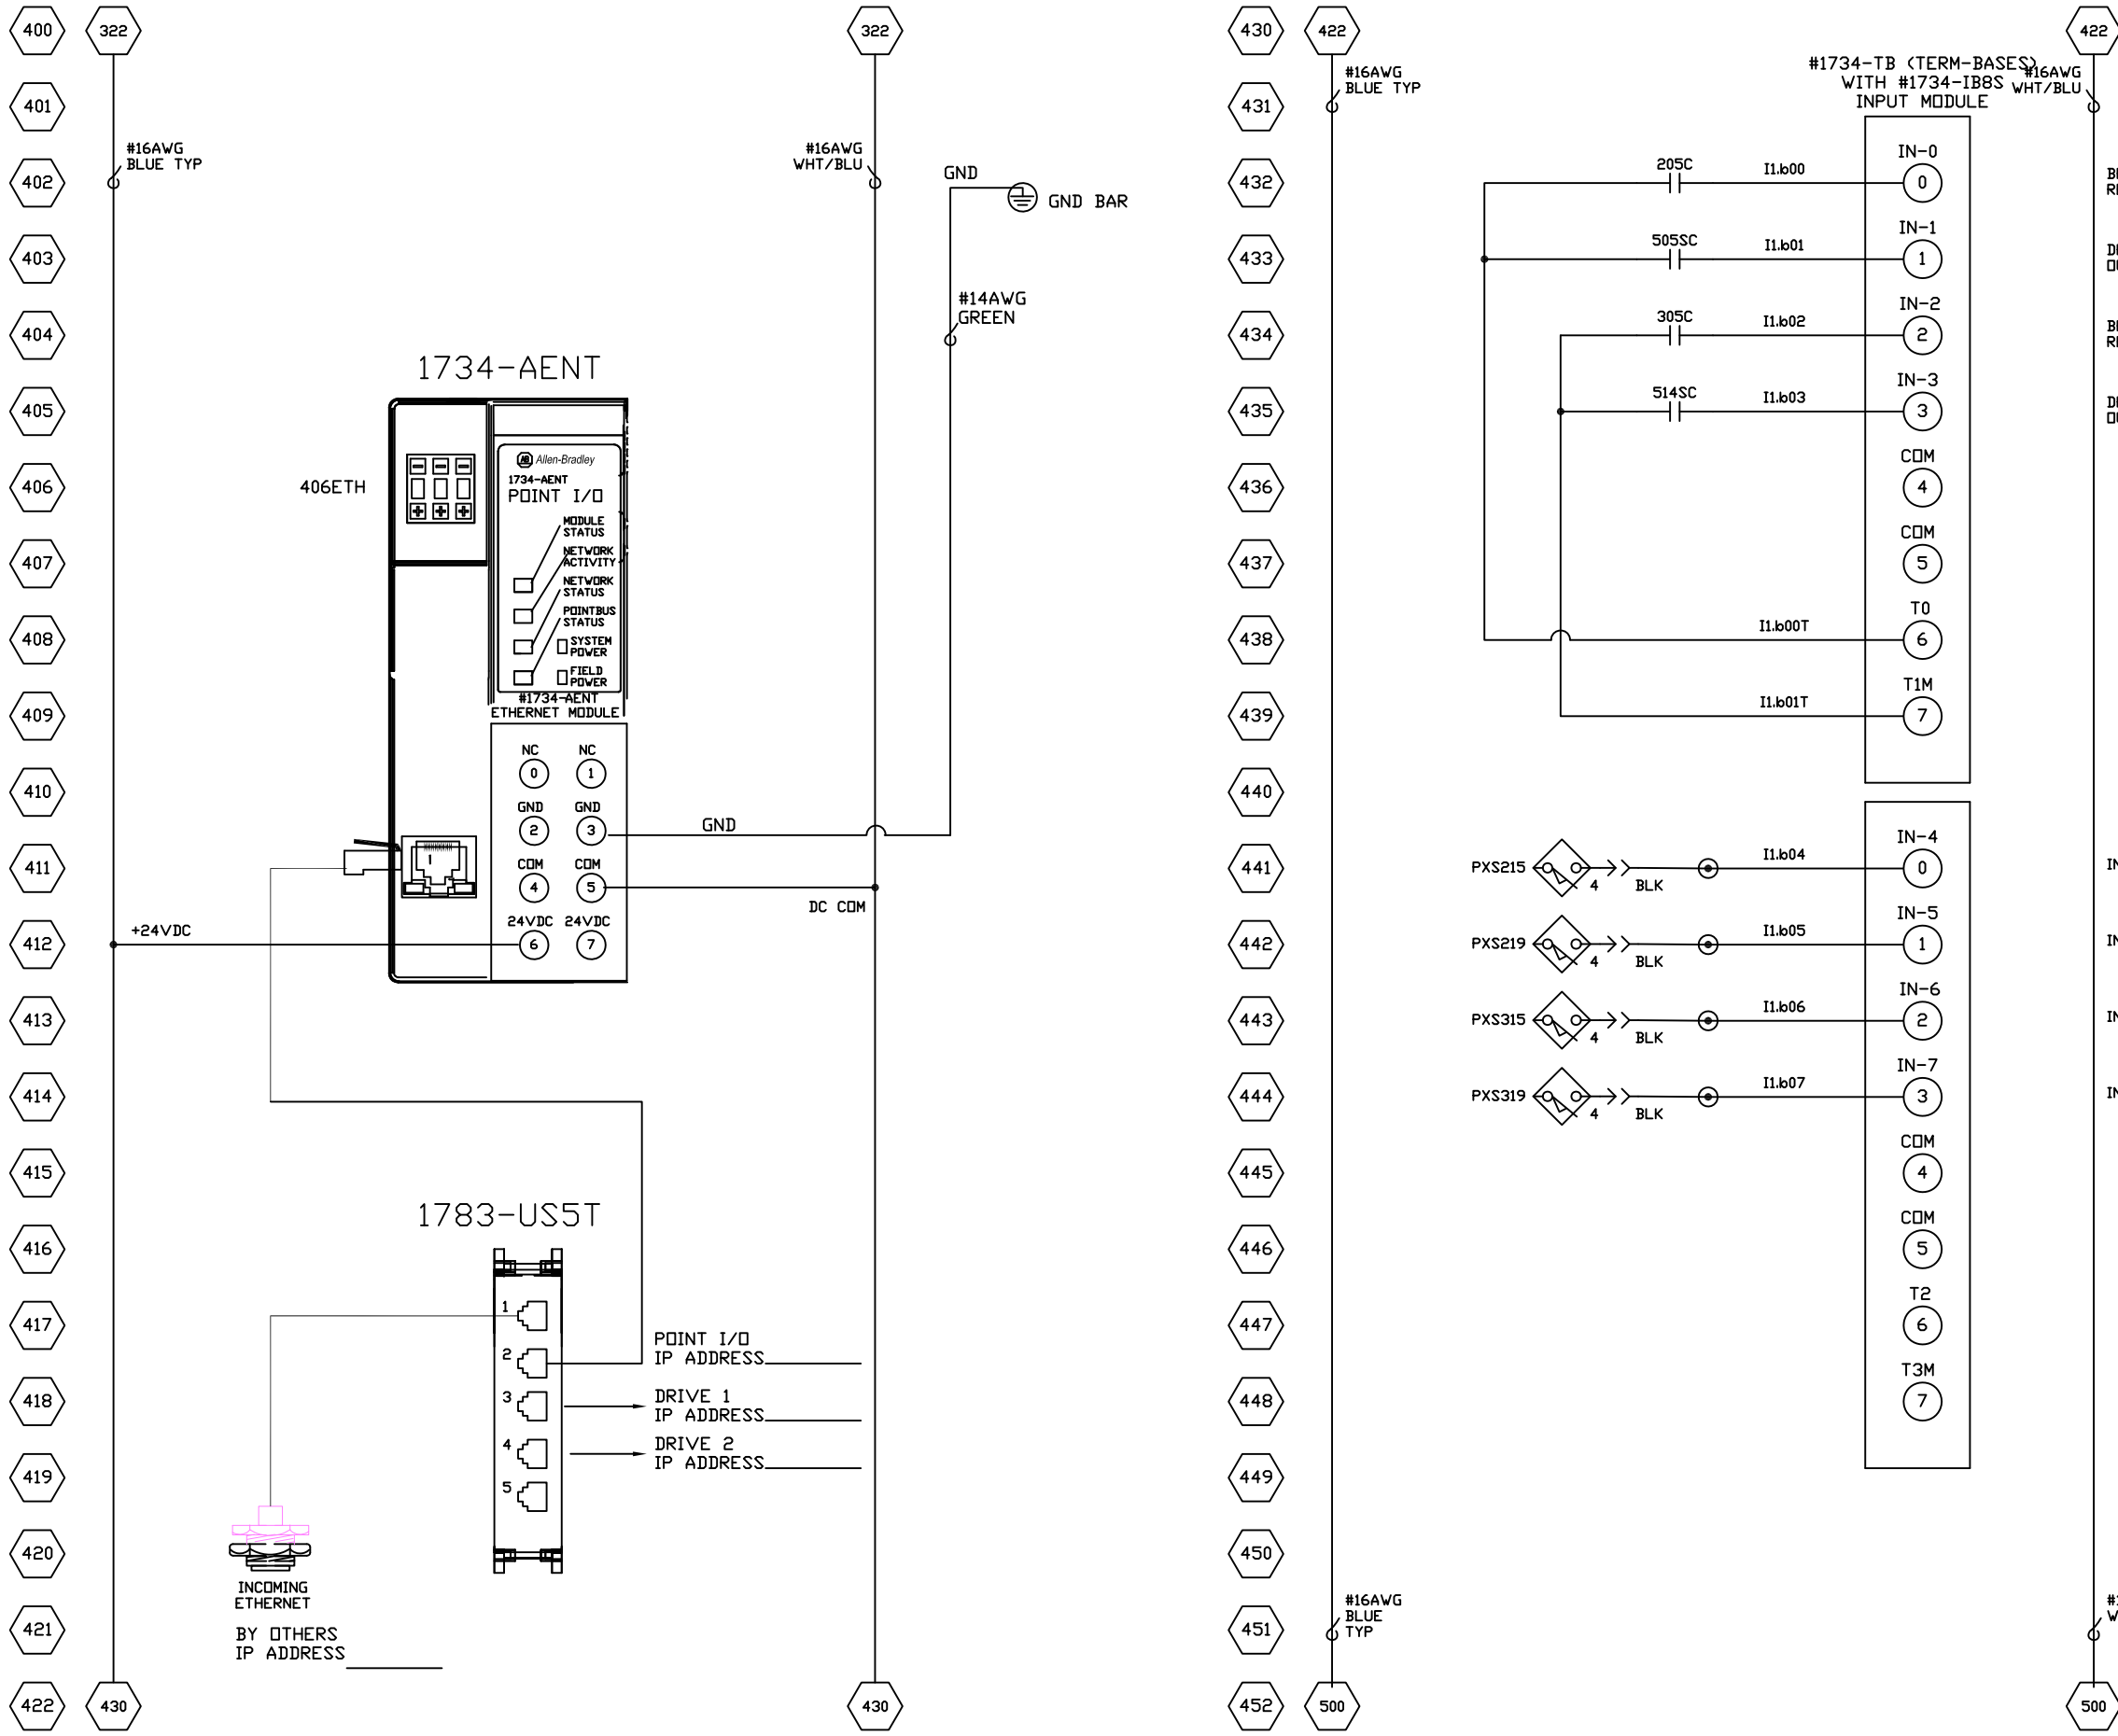 400
322
322
401
#16AWG
BLUE TYP
#16AWG
WHT/BLU
402
GND
GND BAR
403
#14AWG
GREEN
404
1734-AENT
405
406ETH
406
AB Allen-Bradley
1734-AENT
POINT I/O
MODULE
STATUS
407
NETWORK
ACTIVITY
NETWORK
STATUS
POINTBUS
STATUS
408
SYSTEM
POWER
FIELD
POWER
#1734-AENT
ETHERNET MODULE
409
NC NC
0 1
410
GND GND
2 3
GND
411
COM COM
4 5
DC COM
412
+24VDC
24VDC 24VDC
6 7
413
414
415
1783-US5T
416
417
1
2
3
4
5
POINT I/O
IP ADDRESS
418
DRIVE 1
IP ADDRESS
DRIVE 2
IP ADDRESS
419
420
INCOMING
ETHERNET
421
BY OTHERS
IP ADDRESS
422
430
430
430
422
422
#16AWG
BLUE TYP
#1734-TB (TERM-BASES)
WITH #1734-IB8S
INPUT MODULE
#16AWG
WHT/BLU
431
432
205C
I1.b00
IN-0
0
433
505SC
I1.b01
IN-1
1
434
305C
I1.b02
IN-2
2
435
514SC
I1.b03
IN-3
3
436
COM
4
437
COM
5
438
I1.b00T
T0
6
439
I1.b01T
T1M
7
440
441
PXS215
4
BLK
I1.b04
IN-4
0
442
PXS219
4
BLK
I1.b05
IN-5
1
443
PXS315
4
BLK
I1.b06
IN-6
2
444
PXS319
4
BLK
I1.b07
IN-7
3
445
COM
4
446
COM
5
447
T2
6
448
T3M
7
449
450
#16AWG
BLUE
TYP
451
452
500
500